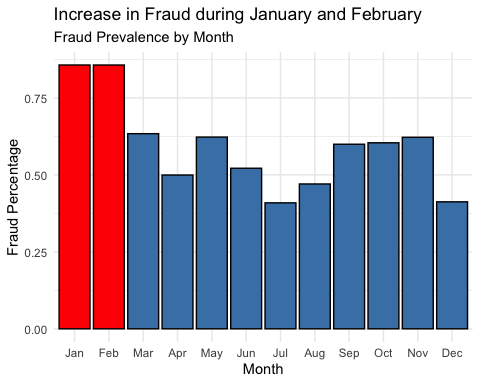 Increase in Fraud during January and February
Fraud Prevalence by Month
Fraud Percentage
0.75
0.50
0.25
0.00
Jan Feb Mar Apr May Jun Jul Aug Sep Oct Nov Dec
Month